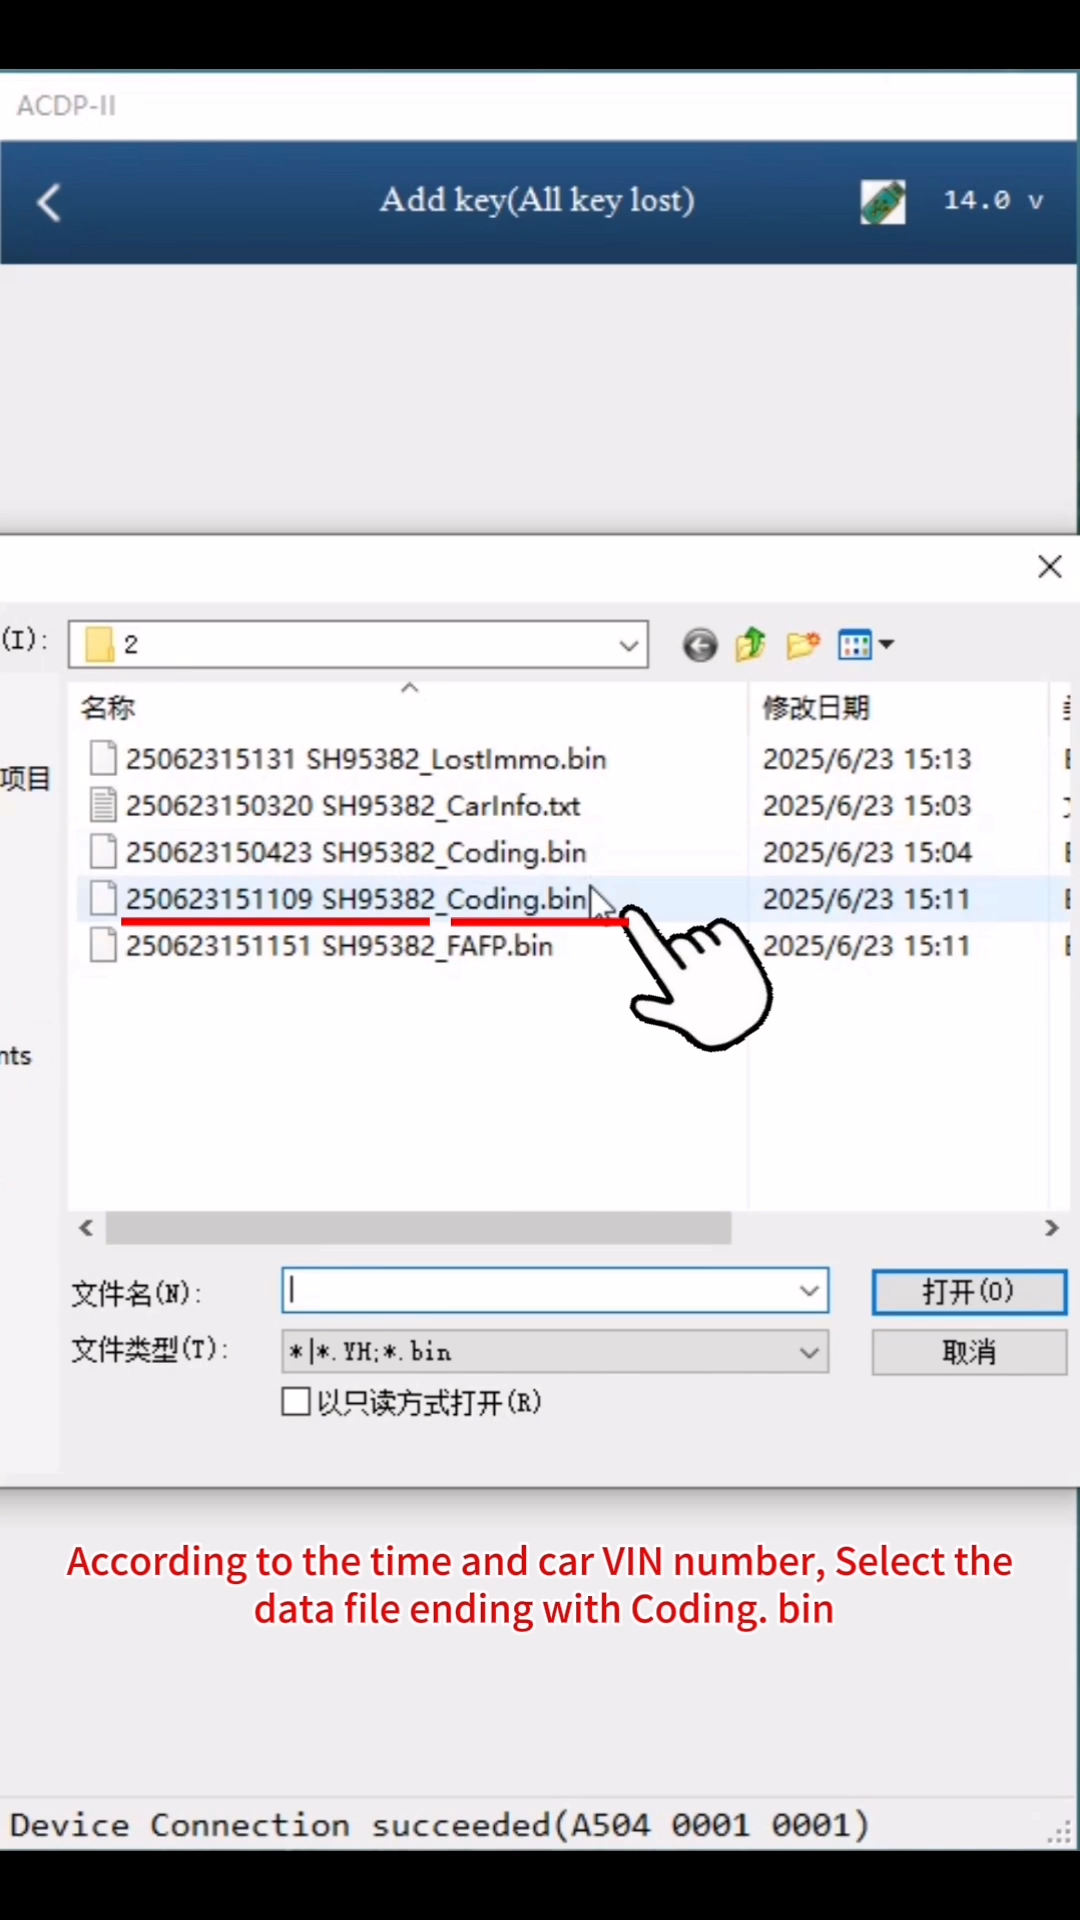 ACDP-II
Add key(All key lost)
14.0 v
(I):
2
名称
修改日期
25062315131 SH95382_LostImmo.bin
2025/6/23 15:13
项目
250623150320 SH95382_CarInfo.txt
2025/6/23 15:03
250623150423 SH95382_Coding.bin
2025/6/23 15:04
250623151109 SH95382_Coding.bin
2025/6/23 15:11
250623151151 SH95382_FAFP.bin
2025/6/23 15:11
nts
文件名(N):
打开(O)
文件类型(T):
*|*.YH;*.bin
取消
以只读方式打开(R)
According to the time and car VIN number, Select the
data file ending with Coding. bin
Device Connection succeeded(A504 0001 0001)